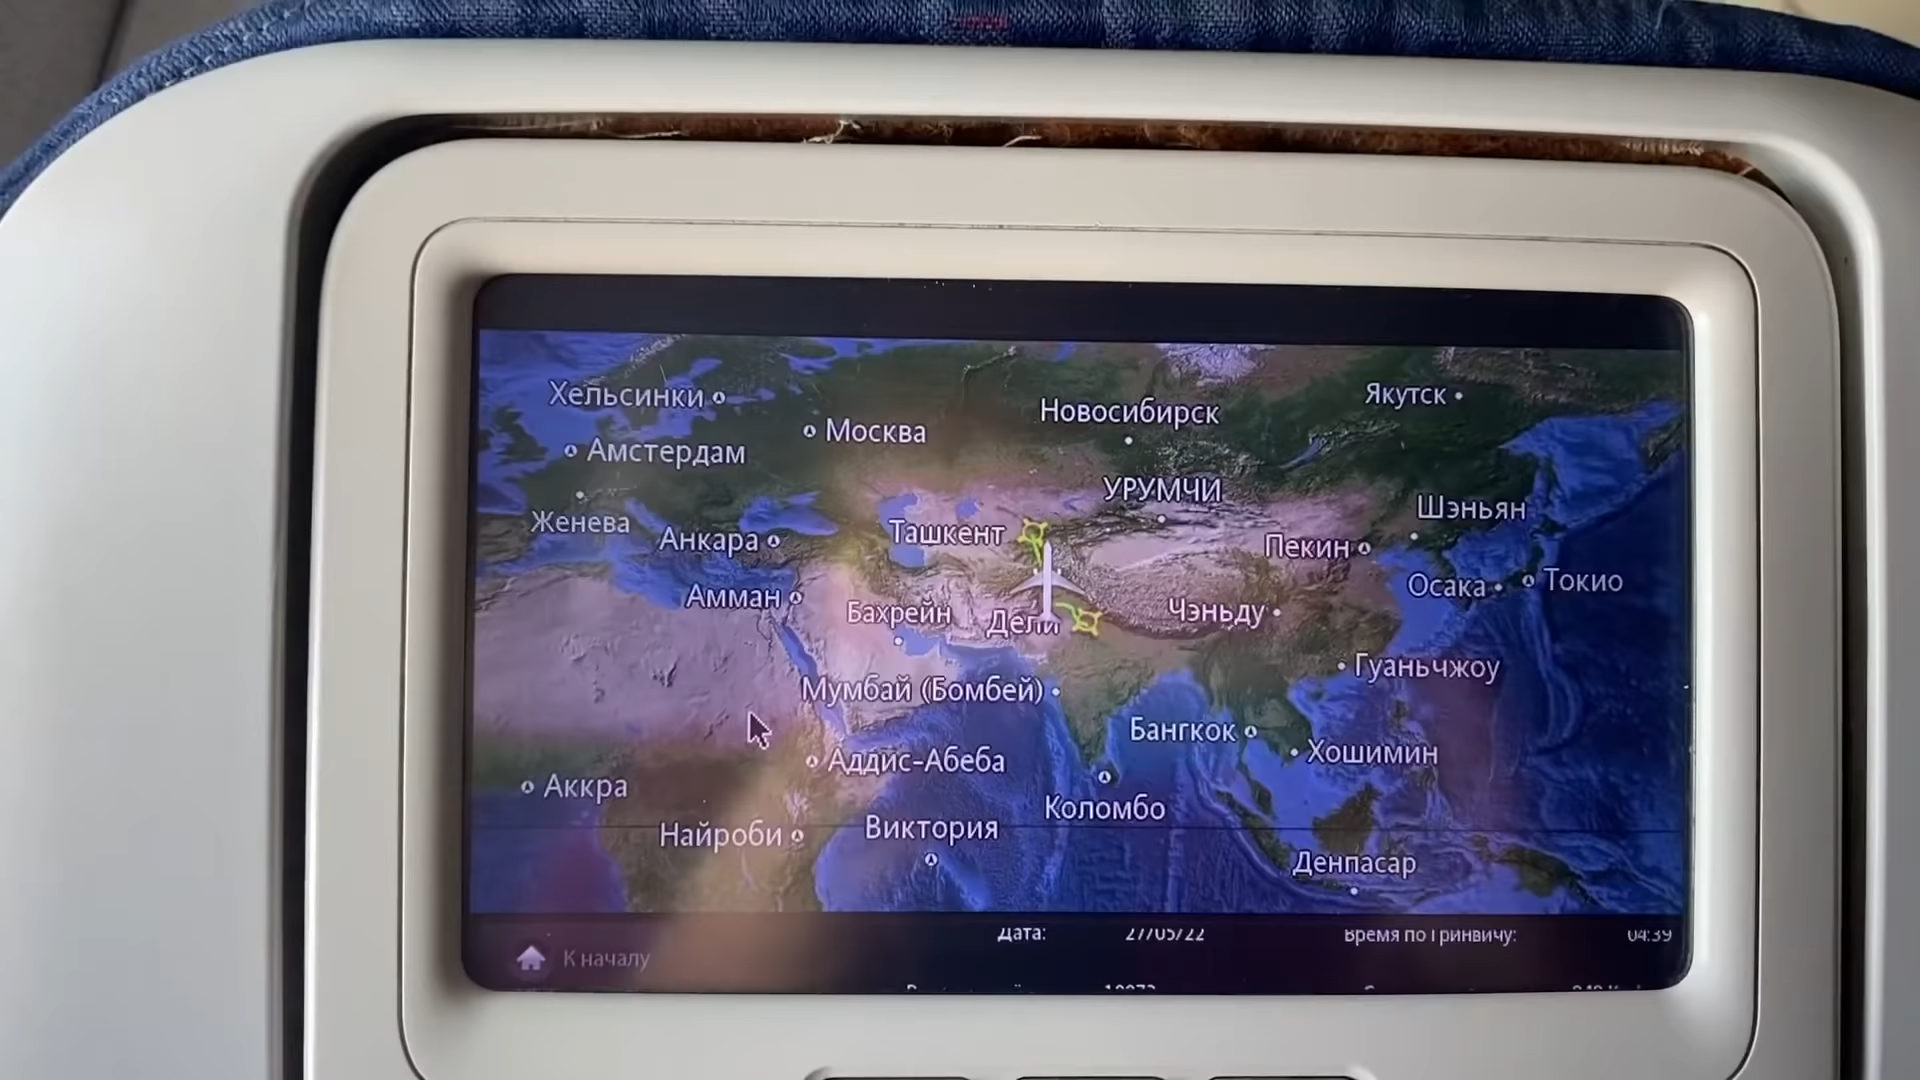 Хельсинки
Якутск
Новосибирск
Москва
Амстердам
УРУМЧИ
Шэньян
Женева
Ташкент
Анкара
Пекин
Токио
Осака
Амман
Бахрейн
Дели
Чэньду
Гуаньчжоу
Мумбай (Бомбей)
Бангкок
Хошимин
Аддис-Абеба
Аккра
Коломбо
Виктория
Найроби
Денпасар
Дата: 27/05/22 Время по Гринвичу: 04:39
К началу